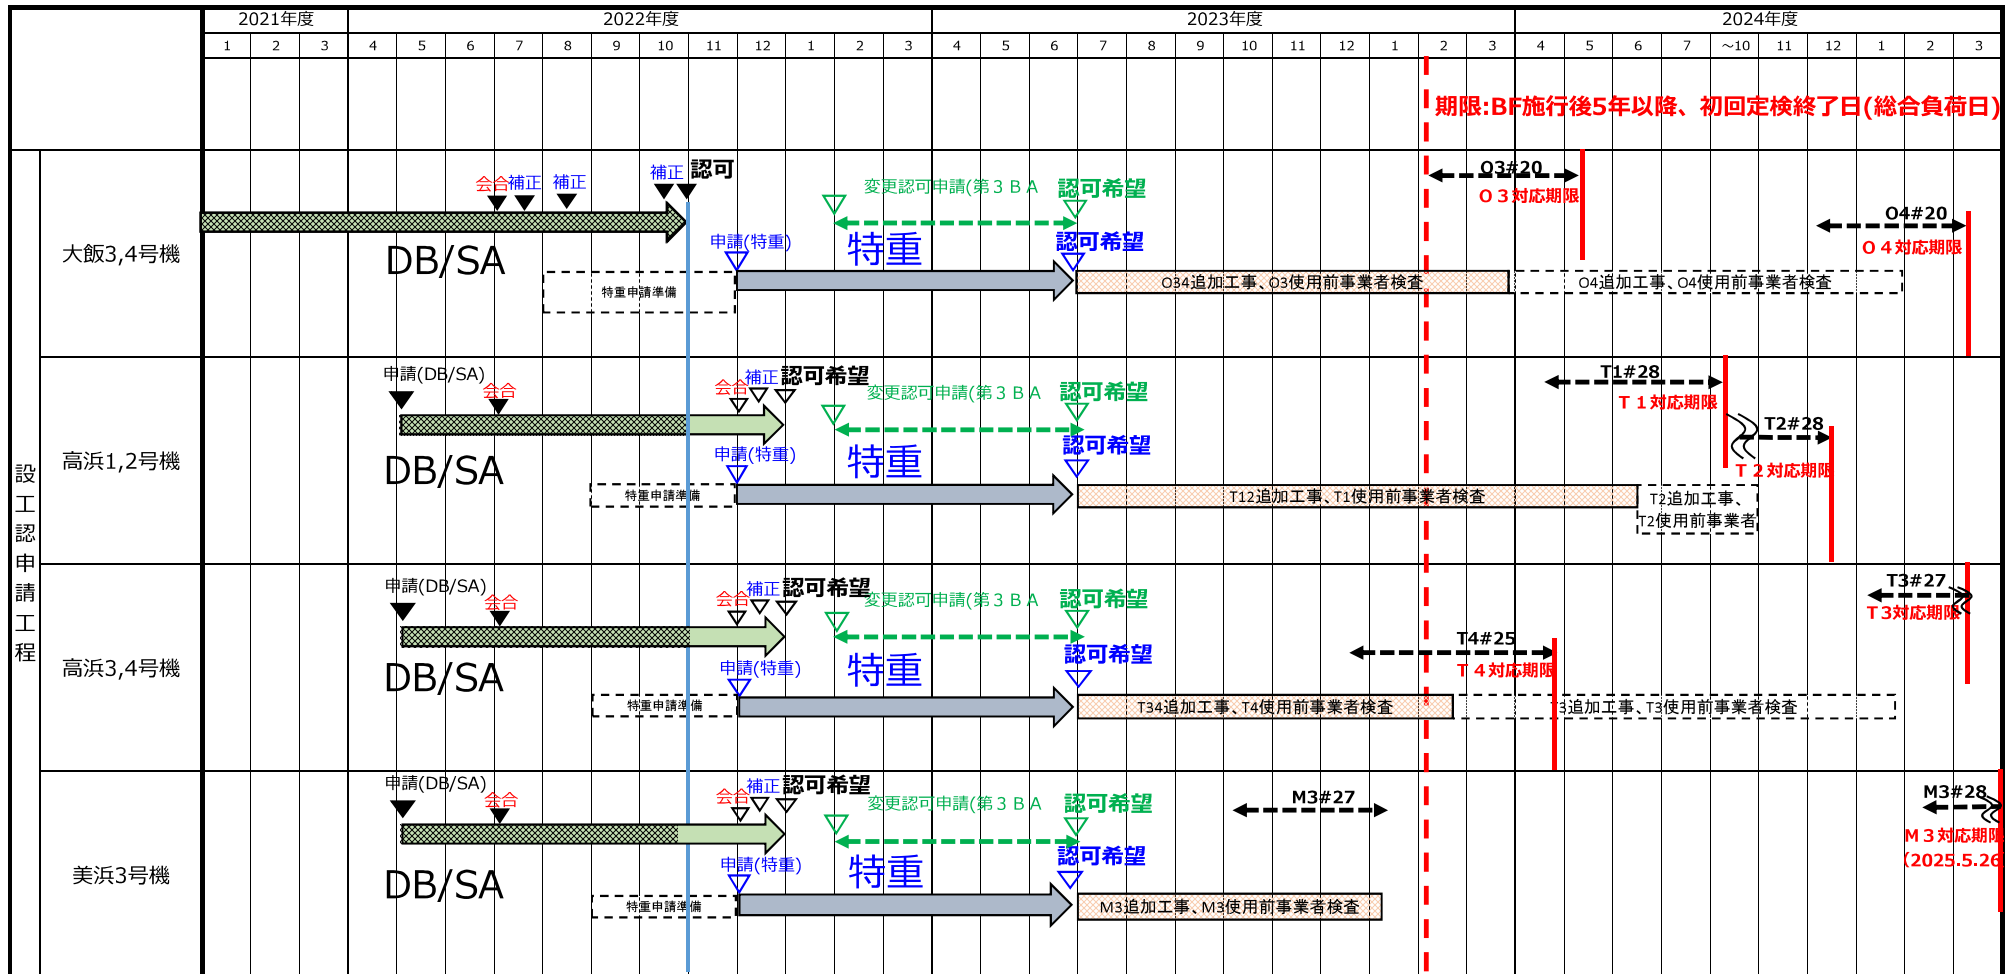 2021年度 2022年度 2023年度 2024年度
1 2 3 4 5 6 7 8 9 10 11 12 1 2 3 4 5 6 7 8 9 10 11 12 1 2 3 4 5 6 7 ～10 11 12 1 2 3
期限:BF施行後5年以降、初回定検終了日(総合負荷日)
設工認申請工程
大飯3,4号機
会合 補正 補正 補正 認可
DB/SA
特重申請準備
申請(特重)
変更認可申請(第３ＢＡ 認可希望
特重 認可希望
O34追加工事、O3使用前事業者検査
O4追加工事、O4使用前事業者検査
O3#20
Ｏ３対応期限
O4#20
Ｏ４対応期限
高浜1,2号機
申請(DB/SA)
会合
会合 補正 認可希望
DB/SA
特重申請準備
申請(特重)
変更認可申請(第３ＢＡ 認可希望
特重 認可希望
T12追加工事、T1使用前事業者検査
T2追加工事、
T2使用前事業者
T1#28
Ｔ１対応期限
T2#28
Ｔ２対応期限
高浜3,4号機
申請(DB/SA)
会合
会合 補正 認可希望
DB/SA
特重申請準備
申請(特重)
変更認可申請(第３ＢＡ 認可希望
特重 認可希望
T34追加工事、T4使用前事業者検査
T3追加工事、T3使用前事業者検査
T4#25
Ｔ４対応期限
T3#27
Ｔ3対応期限
美浜3号機
申請(DB/SA)
会合
会合 補正 認可希望
DB/SA
特重申請準備
申請(特重)
変更認可申請(第３ＢＡ 認可希望
特重 認可希望
M3追加工事、M3使用前事業者検査
M3#27
M3#28
Ｍ３対応期限
(2025.5.26